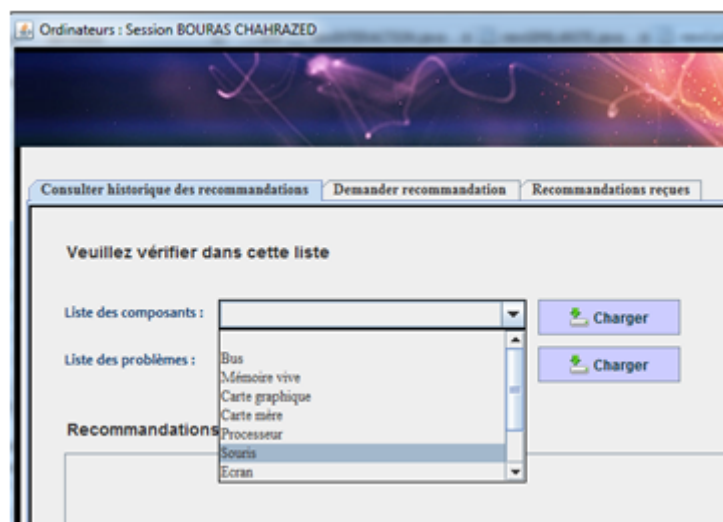 Ordinateurs : Session BOURAS CHAHRAZED
Consulter historique des recommandations
Demander recommandation
Recommandations reçues
Veuillez vérifier dans cette liste
Liste des composants :
Charger
Liste des problèmes :
Charger
Bus
Mémoire vive
Carte graphique
Carte mère
Processeur
Souris
Ecran
Recommandations